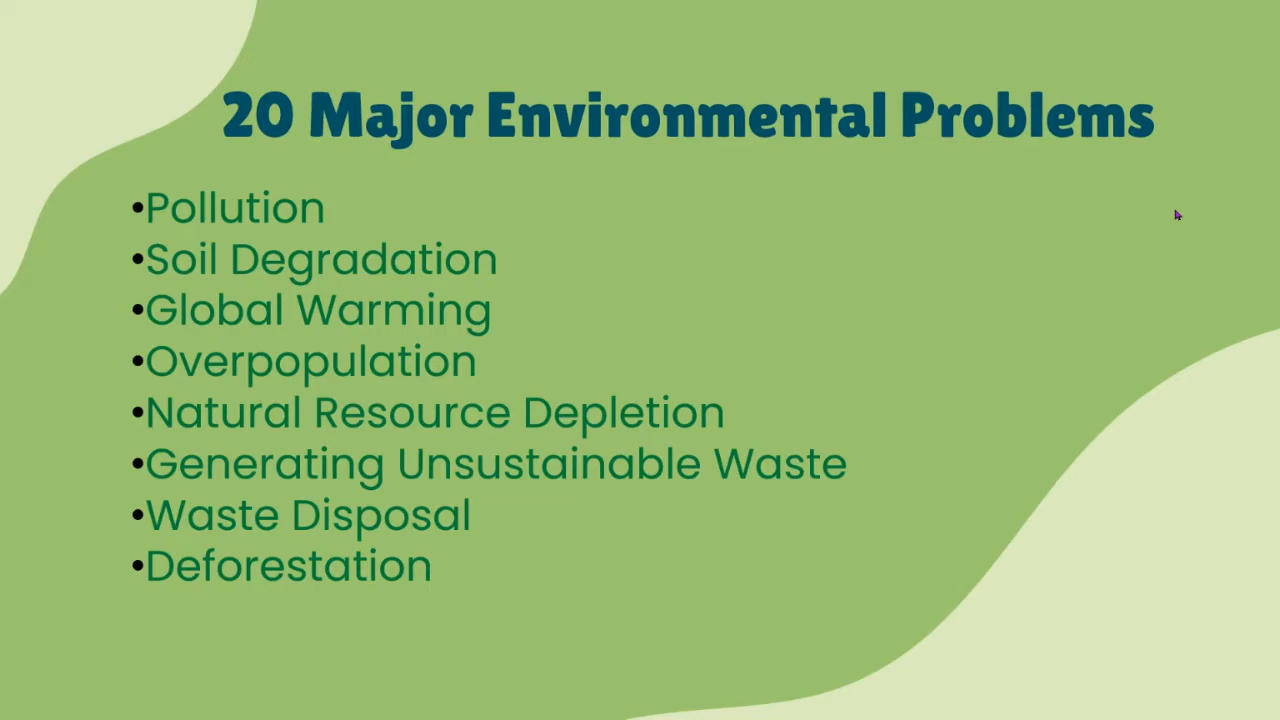 20 Major Environmental Problems
•Pollution
•Soil Degradation
•Global Warming
•Overpopulation
•Natural Resource Depletion
•Generating Unsustainable Waste
•Waste Disposal
•Deforestation